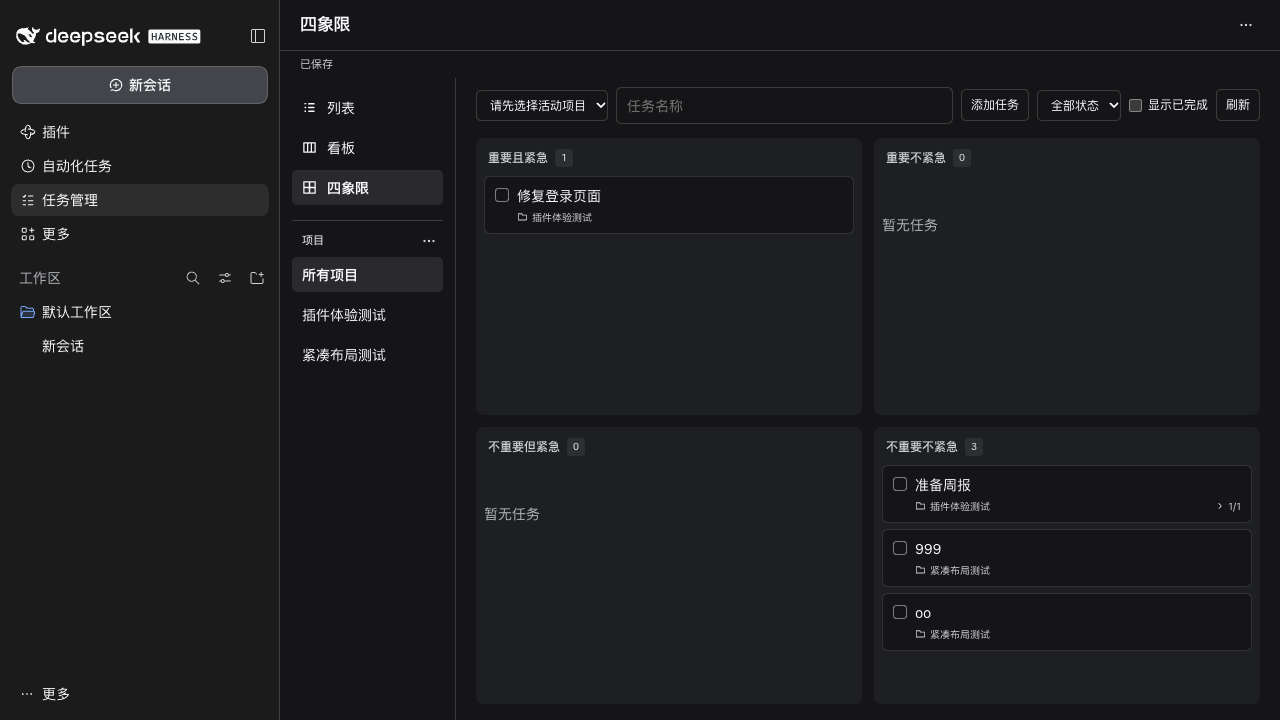 deepseek HARNESS
新会话
插件
自动化任务
任务管理
更多
工作区
默认工作区
新会话
更多
四象限
已保存
列表
看板
四象限
项目
所有项目
插件体验测试
紧凑布局测试
请先选择活动项目
任务名称
添加任务
全部状态
显示已完成
刷新
重要且紧急 1
修复登录页面
插件体验测试
重要不紧急 0
暂无任务
不重要但紧急 0
暂无任务
不重要不紧急 3
准备周报
插件体验测试 1/1
999
紧凑布局测试
oo
紧凑布局测试